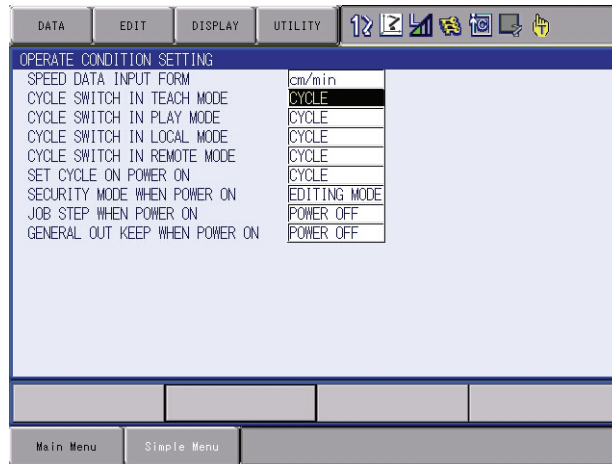 DATA EDIT DISPLAY UTILITY
OPERATE CONDITION SETTING
SPEED DATA INPUT FORM cm/min
CYCLE SWITCH IN TEACH MODE CYCLE
CYCLE SWITCH IN PLAY MODE CYCLE
CYCLE SWITCH IN LOCAL MODE CYCLE
CYCLE SWITCH IN REMOTE MODE CYCLE
SET CYCLE ON POWER ON CYCLE
SECURITY MODE WHEN POWER ON EDITING MODE
JOB STEP WHEN POWER ON POWER OFF
GENERAL OUT KEEP WHEN POWER ON POWER OFF
Main Menu Simple Menu